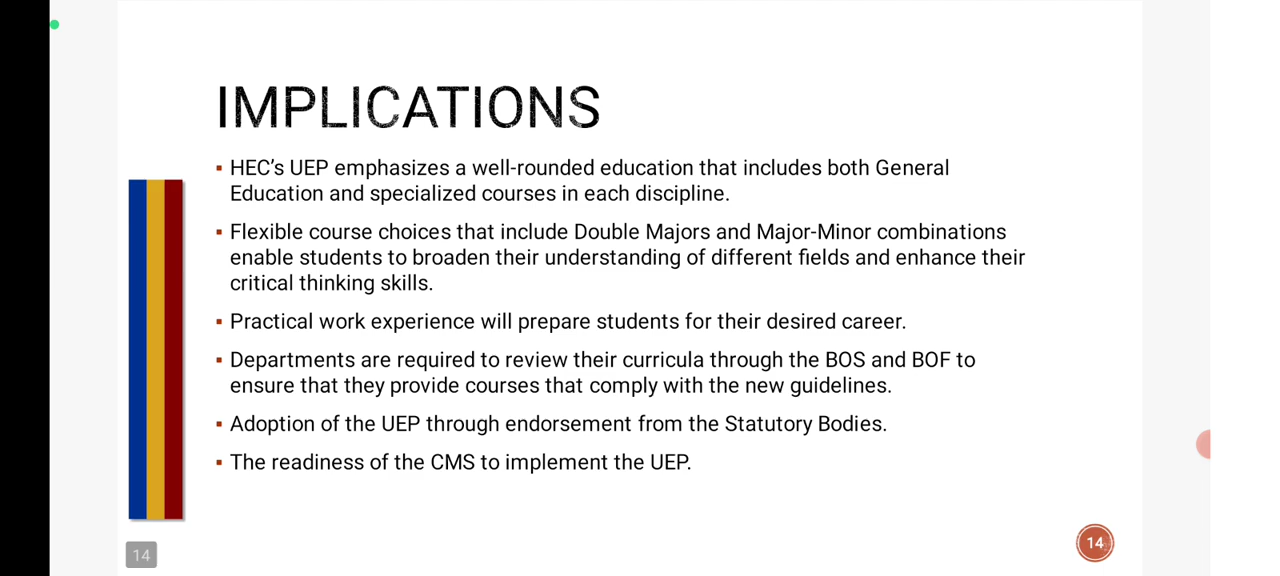 IMPLICATIONS
▪ HEC’s UEP emphasizes a well-rounded education that includes both General
Education and specialized courses in each discipline.
▪ Flexible course choices that include Double Majors and Major-Minor combinations
enable students to broaden their understanding of different fields and enhance their
critical thinking skills.
▪ Practical work experience will prepare students for their desired career.
▪ Departments are required to review their curricula through the BOS and BOF to
ensure that they provide courses that comply with the new guidelines.
▪ Adoption of the UEP through endorsement from the Statutory Bodies.
▪ The readiness of the CMS to implement the UEP.
14
14